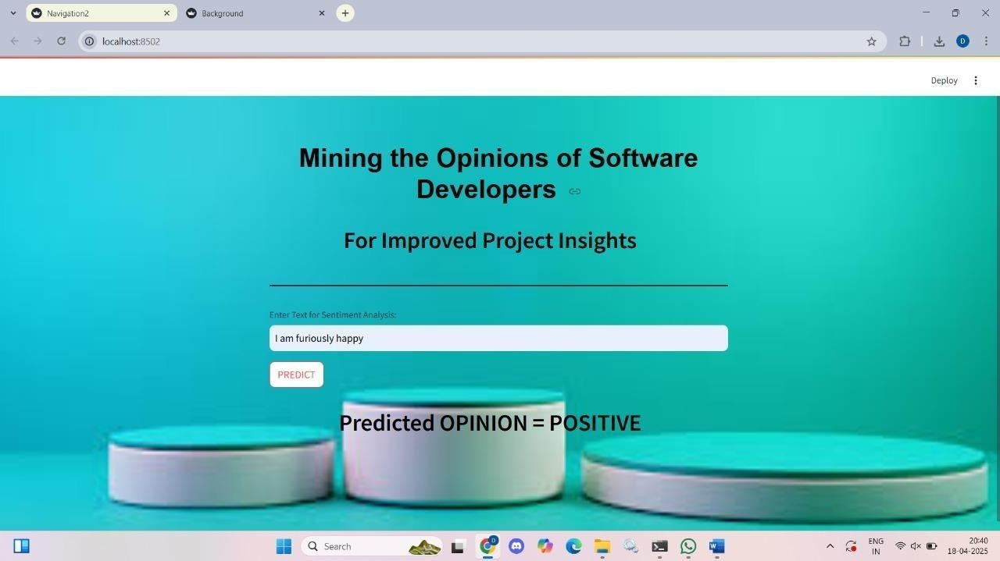 Navigation2
Background
localhost:8502
D
Deploy
Mining the Opinions of Software
Developers
For Improved Project Insights
Enter Text for Sentiment Analysis:
I am furiously happy
PREDICT
Predicted OPINION = POSITIVE
Search
D
W
ENG
IN
20:40
18-04-2025